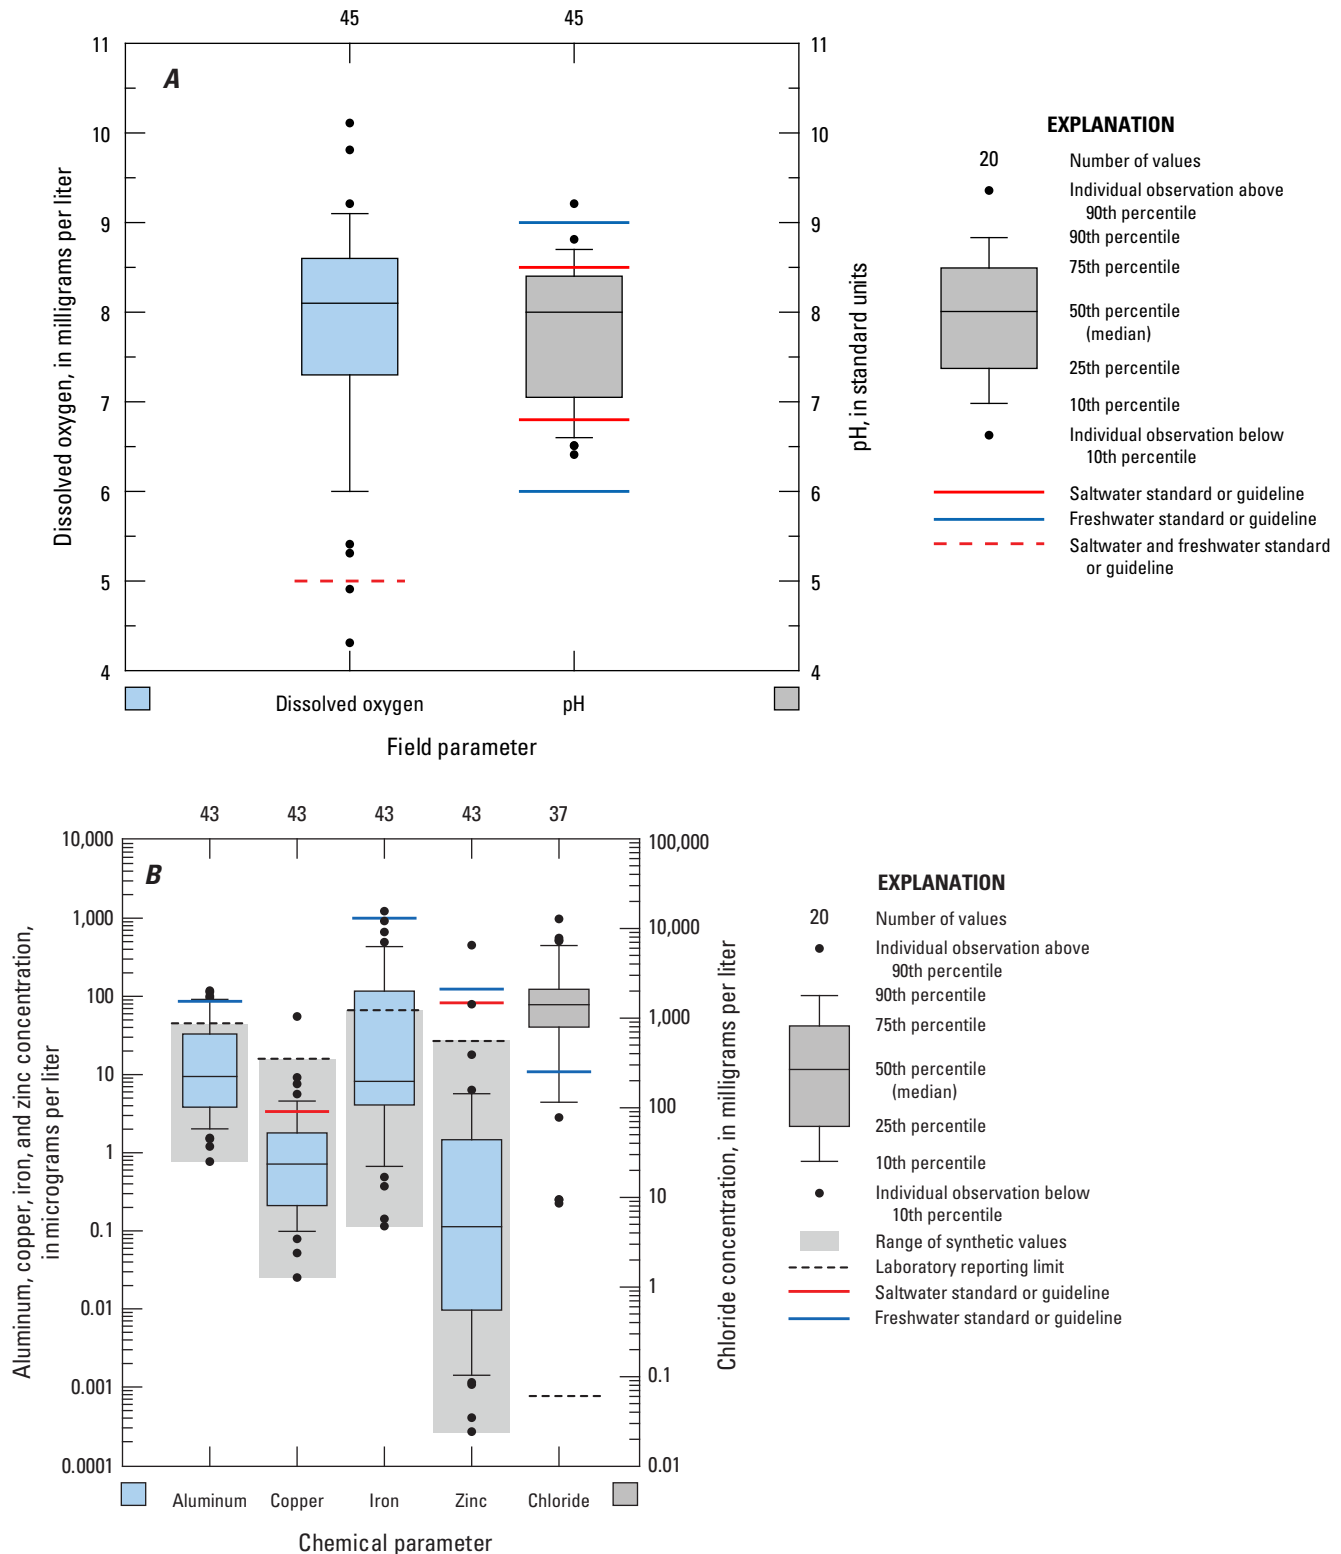 45 45
11 11
A
10 10
9 9
8 8
7 7
6 6
5 5
4 4
Dissolved oxygen, in milligrams per liter
pH, in standard units
Dissolved oxygen pH
Field parameter
EXPLANATION
20 Number of values
Individual observation above
90th percentile
90th percentile
75th percentile
50th percentile
(median)
25th percentile
10th percentile
Individual observation below
10th percentile
Saltwater standard or guideline
Freshwater standard or guideline
Saltwater and freshwater standard
or guideline
43 43 43 43 37
B
10,000
1,000
100
10
1
0.1
0.01
0.001
0.0001
Aluminum, copper, iron, and zinc concentration,
in micrograms per liter
100,000
10,000
1,000
100
10
1
0.1
0.01
Chloride concentration, in milligrams per liter
Aluminum Copper Iron Zinc Chloride
Chemical parameter
EXPLANATION
20 Number of values
Individual observation above
90th percentile
90th percentile
75th percentile
50th percentile
(median)
25th percentile
10th percentile
Individual observation below
10th percentile
Range of synthetic values
Laboratory reporting limit
Saltwater standard or guideline
Freshwater standard or guideline